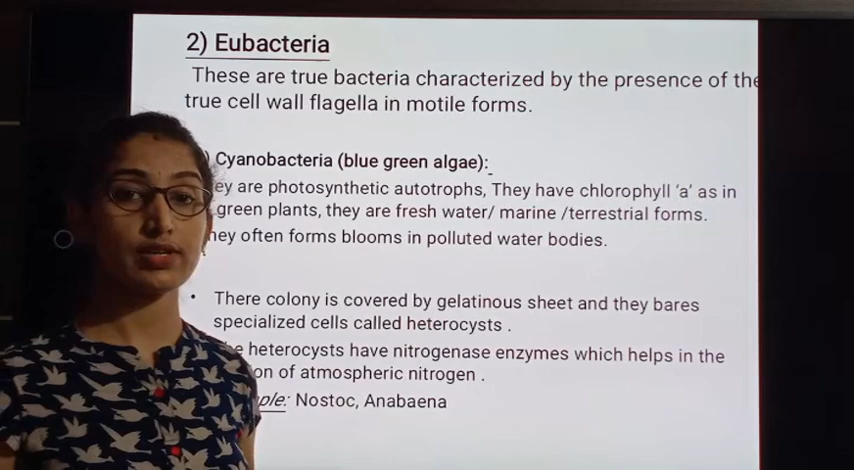 2) Eubacteria
These are true bacteria characterized by the presence of the
true cell wall flagella in motile forms.
) Cyanobacteria (blue green algae):
ey are photosynthetic autotrophs, They have chlorophyll 'a' as in
green plants, they are fresh water/ marine /terrestrial forms.
hey often forms blooms in polluted water bodies.
• There colony is covered by gelatinous sheet and they bares
specialized cells called heterocysts .
e heterocysts have nitrogenase enzymes which helps in the
on of atmospheric nitrogen .
ple: Nostoc, Anabaena